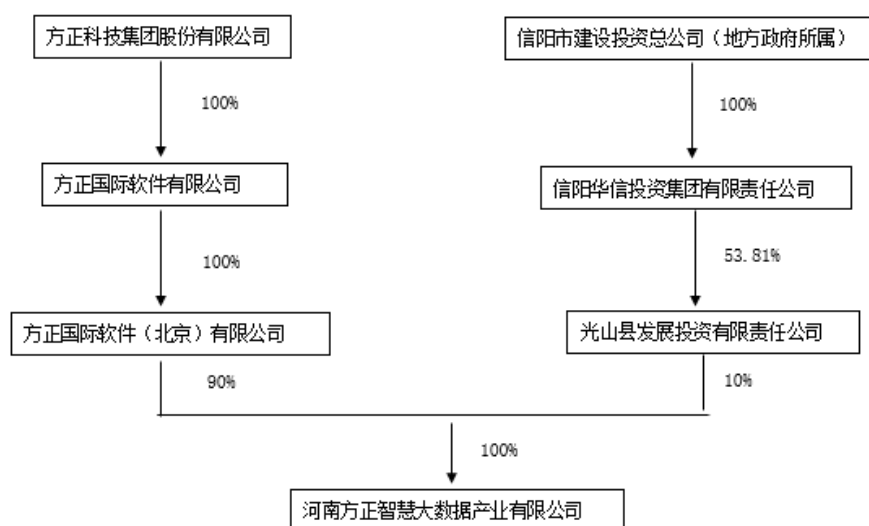 方正科技集团股份有限公司
信阳市建设投资总公司（地方政府所属）
100%
100%
方正国际软件有限公司
信阳华信投资集团有限责任公司
100%
53.81%
方正国际软件（北京）有限公司
光山县发展投资有限责任公司
90%
10%
100%
河南方正智慧大数据产业有限公司